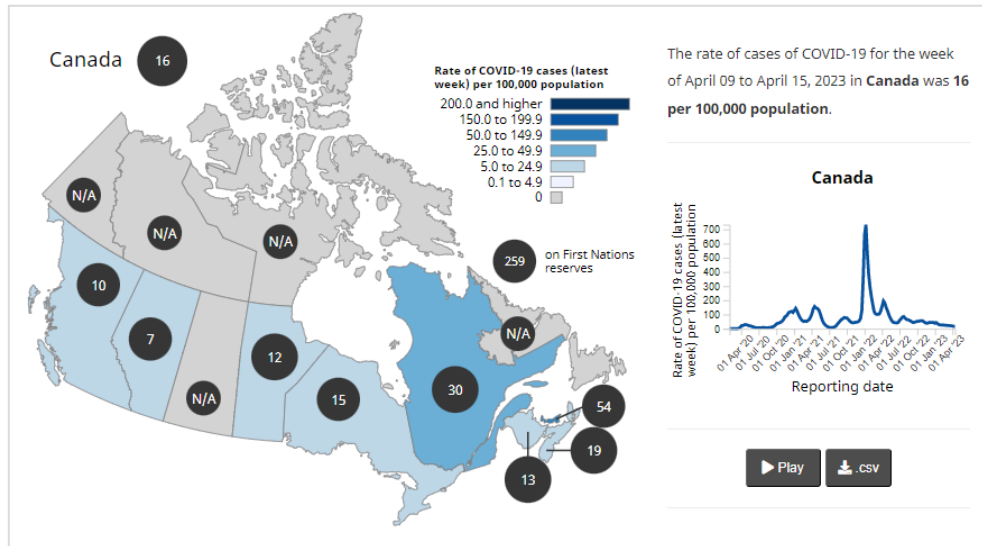 Canada
16
Rate of COVID-19 cases (latest
week) per 100,000 population
200.0 and higher
150.0 to 199.9
50.0 to 149.9
25.0 to 49.9
5.0 to 24.9
0.1 to 4.9
0
N/A
N/A
N/A
259
on First Nations
reserves
10
7
N/A
12
15
30
N/A
54
19
13
The rate of cases of COVID-19 for the week
of April 09 to April 15, 2023 in Canada was 16
per 100,000 population.
Canada
Rate of COVID-19 cases (latest
week) per 100,000 population
700
600
500
400
300
200
100
0
01 Apr '20
01 Jul '20
01 Oct '20
01 Jan '21
01 Apr '21
01 Jul '21
01 Oct '21
01 Jan '22
01 Apr '22
01 Jul '22
01 Oct '22
01 Jan '23
01 Apr '23
Reporting date
Play
.csv